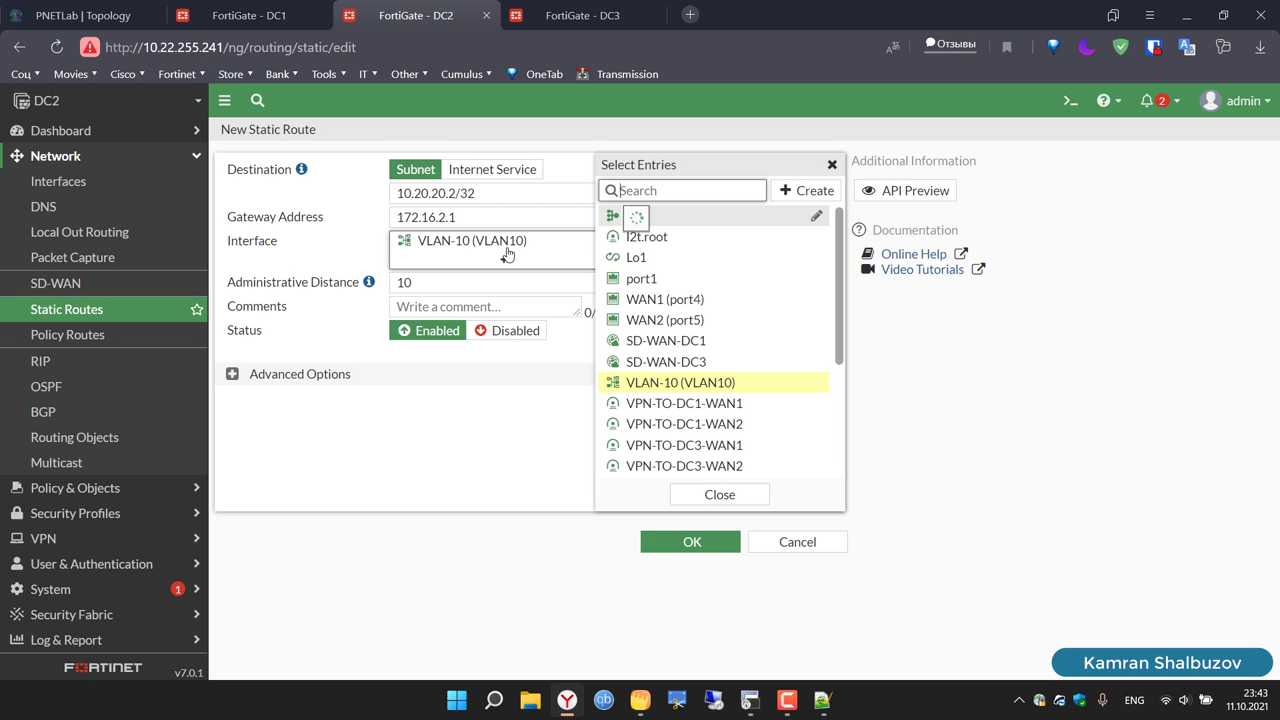 PNETLab | Topology
FortiGate - DC1
FortiGate - DC2
FortiGate - DC3
http://10.22.255.241/ng/routing/static/edit
Отзывы
Соц
Movies
Cisco
Fortinet
Store
Bank
Tools
IT
Other
Cumulus
OneTab
Transmission
DC2
2
admin
Dashboard
Network
Interfaces
DNS
Local Out Routing
Packet Capture
SD-WAN
Static Routes
Policy Routes
RIP
OSPF
BGP
Routing Objects
Multicast
Policy & Objects
Security Profiles
VPN
User & Authentication
System
1
Security Fabric
Log & Report
FORTINET
v7.0.1
New Static Route
Destination
Subnet
Internet Service
10.20.20.2/32
Gateway Address
172.16.2.1
Interface
VLAN-10 (VLAN10)
Administrative Distance
10
Comments
Write a comment...
0/
Status
Enabled
Disabled
Advanced Options
Select Entries
Search
Create
l2t.root
Lo1
port1
WAN1 (port4)
WAN2 (port5)
SD-WAN-DC1
SD-WAN-DC3
VLAN-10 (VLAN10)
VPN-TO-DC1-WAN1
VPN-TO-DC1-WAN2
VPN-TO-DC3-WAN1
VPN-TO-DC3-WAN2
Close
OK
Cancel
Additional Information
API Preview
Documentation
Online Help
Video Tutorials
Kamran Shalbuzov
ENG
23:43
11.10.2021